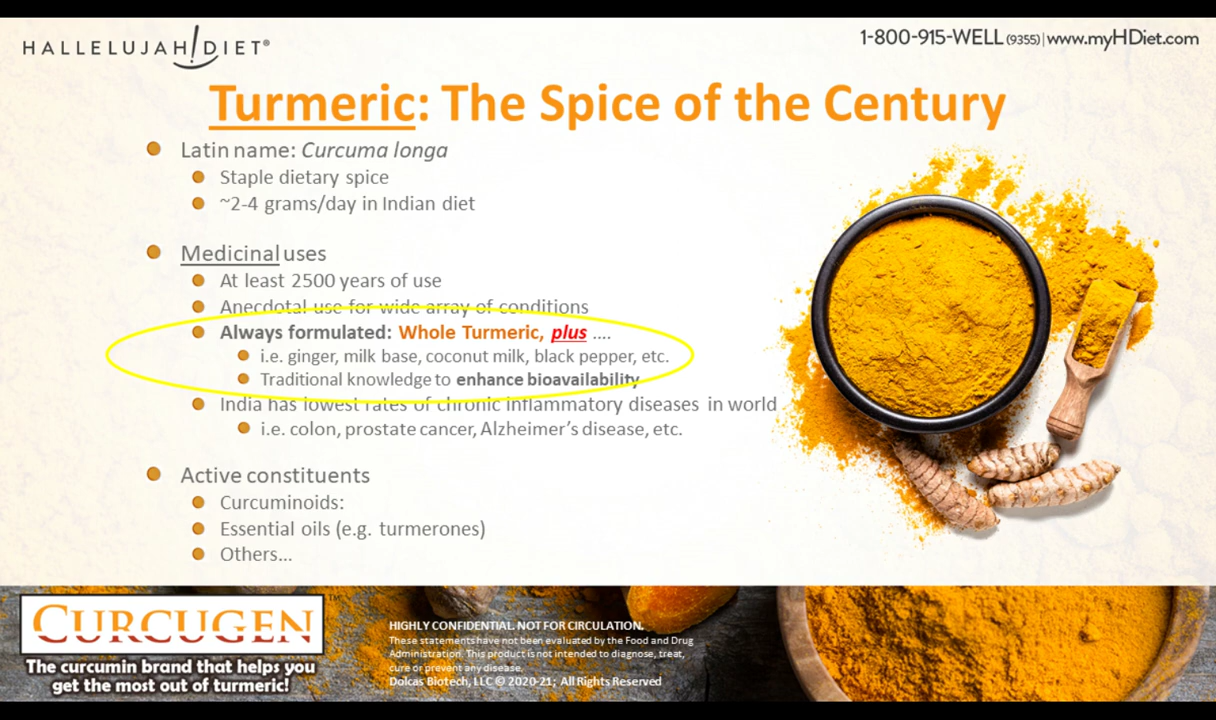 HALLELUJAH DIET®
1-800-915-WELL (9355) | www.myHDiet.com
Turmeric: The Spice of the Century
Latin name: Curcuma longa
Staple dietary spice
~2-4 grams/day in Indian diet
Medicinal uses
At least 2500 years of use
Anecdotal use for wide array of conditions
Always formulated: Whole Turmeric, plus ....
i.e. ginger, milk base, coconut milk, black pepper, etc.
Traditional knowledge to enhance bioavailability
India has lowest rates of chronic inflammatory diseases in world
i.e. colon, prostate cancer, Alzheimer's disease, etc.
Active constituents
Curcuminoids:
Essential oils (e.g. turmerones)
Others...
CURCUGEN™
The curcumin brand that helps you
get the most out of turmeric!
HIGHLY CONFIDENTIAL. NOT FOR CIRCULATION.
These statements have not been evaluated by the Food and Drug
Administration. This product is not intended to diagnose, treat,
cure or prevent any disease.
Dolcas Biotech, LLC © 2020-21; All Rights Reserved